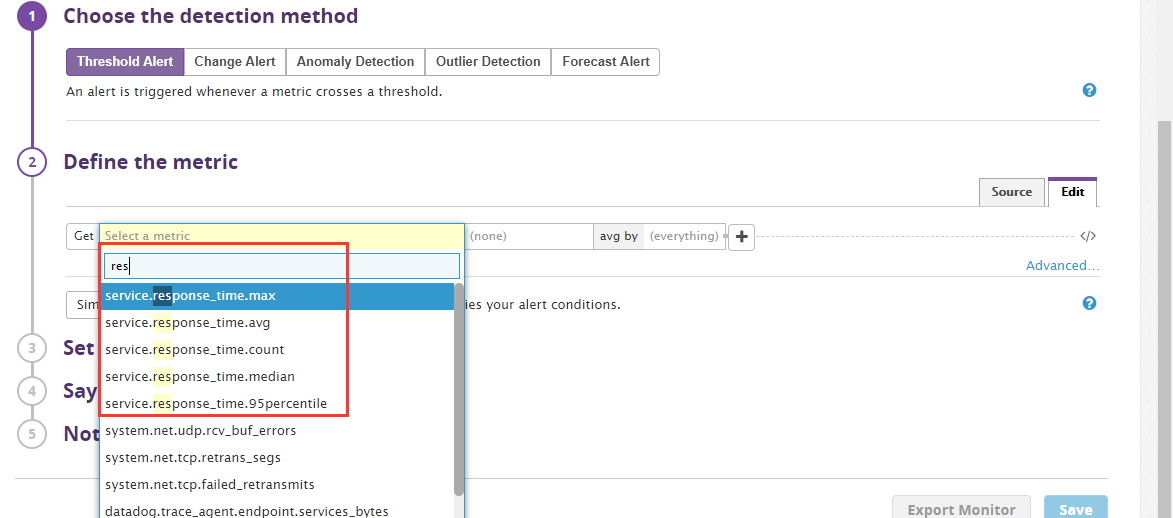 1 Choose the detection method
Threshold Alert Change Alert Anomaly Detection Outlier Detection Forecast Alert
An alert is triggered whenever a metric crosses a threshold. ?
2 Define the metric
Source Edit
Get Select a metric (none) avg by (everything) + </>
res
Advanced...
service.response_time.max
Sim ies your alert conditions. ?
service.response_time.avg
3 Set
service.response_time.count
service.response_time.median
4 Say
service.response_time.95percentile
5 Not
system.net.udp.rcv_buf_errors
system.net.tcp.retrans_segs
system.net.tcp.failed_retransmits
datadog.trace_agent.endpoint.services_bytes
Export Monitor Save